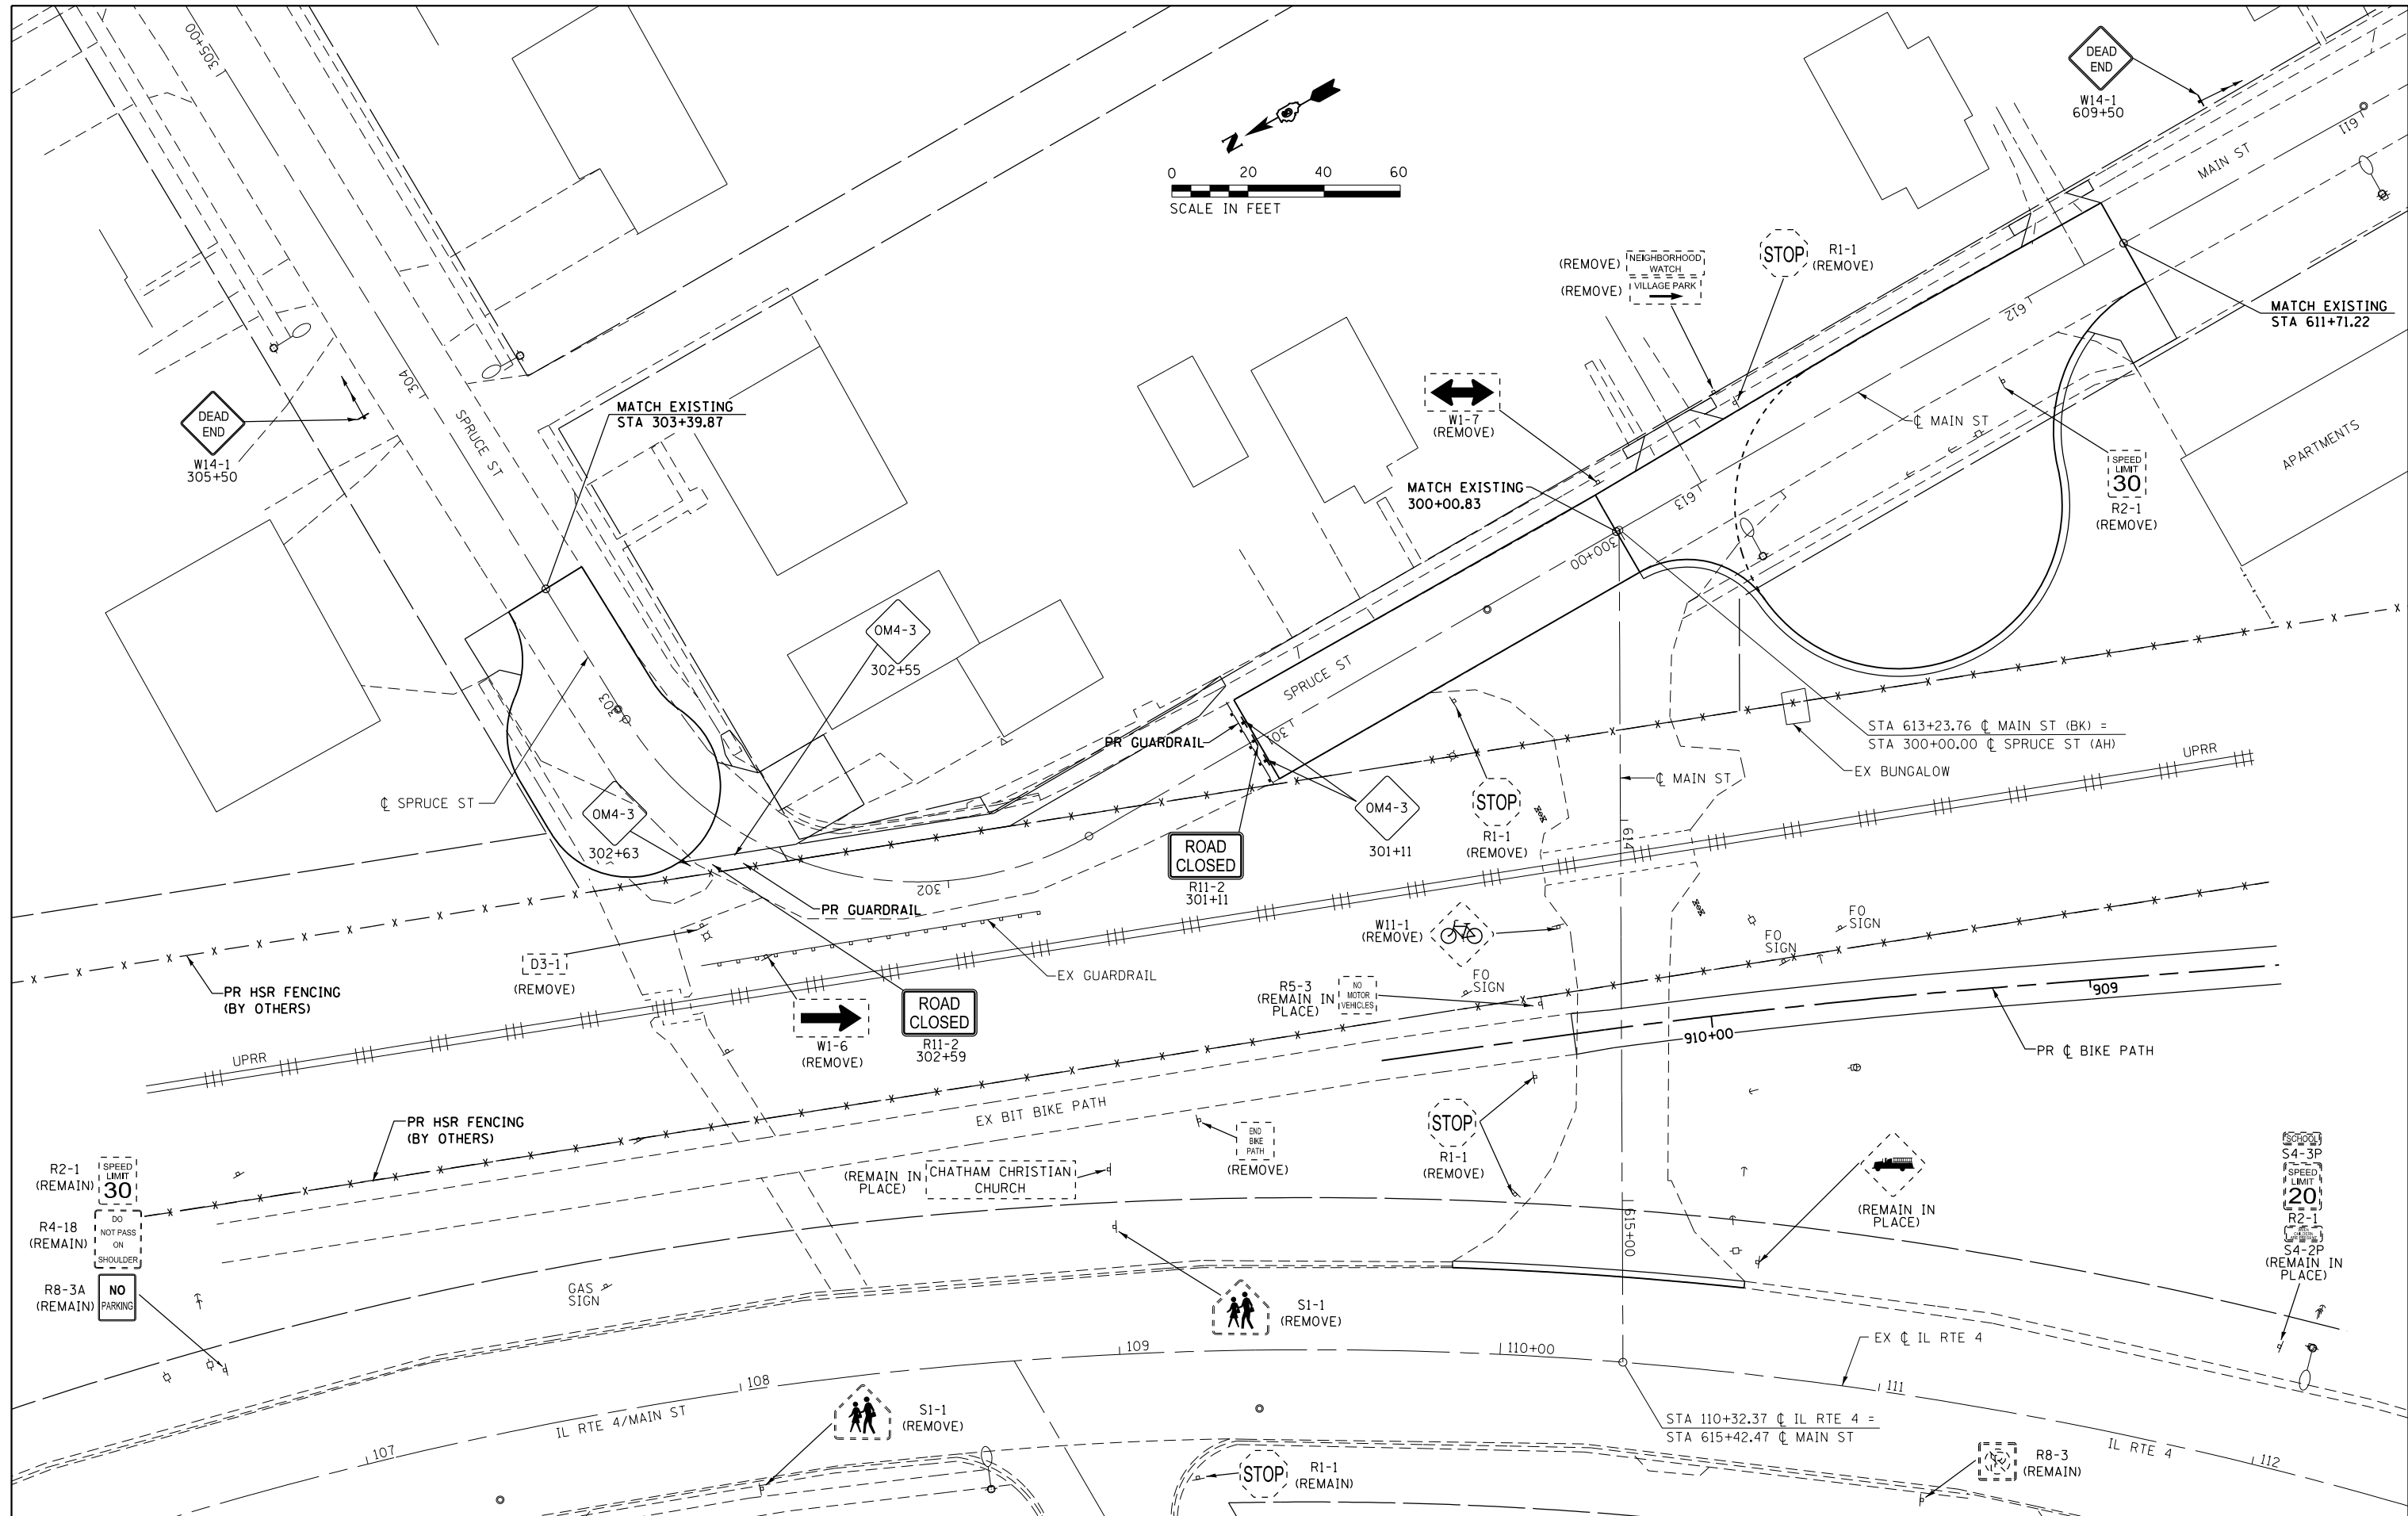 305+00
DEAD
END
W14-1
609+50
611
MAIN ST
N
0 20 40 60
SCALE IN FEET
(REMOVE)
NEIGHBORHOOD
WATCH
(REMOVE)
VILLAGE PARK
STOP
R1-1
(REMOVE)
612
MATCH EXISTING
STA 611+71.22
304
SPRUCE ST
MATCH EXISTING
STA 303+39.87
DEAD
END
W14-1
305+50
W1-7
(REMOVE)
℄ MAIN ST
SPEED
LIMIT
30
R2-1
(REMOVE)
APARTMENTS
MATCH EXISTING
300+00.83
613
300+00
OM4-3
302+55
SPRUCE ST
303
301
PR GUARDRAIL
STA 613+23.76 ℄ MAIN ST (BK) =
STA 300+00.00 ℄ SPRUCE ST (AH)
EX BUNGALOW
UPRR
℄ MAIN ST
℄ SPRUCE ST
OM4-3
302+63
OM4-3
301+11
STOP
R1-1
(REMOVE)
ROAD
CLOSED
R11-2
301+11
614
302
PR GUARDRAIL
W11-1
(REMOVE)
FO
SIGN
FO
SIGN
FO
SIGN
D3-1
(REMOVE)
EX GUARDRAIL
PR HSR FENCING
(BY OTHERS)
R5-3
(REMAIN IN
PLACE)
NO
MOTOR
VEHICLES
909
910+00
W1-6
(REMOVE)
ROAD
CLOSED
R11-2
302+59
PR ℄ BIKE PATH
UPRR
EX BIT BIKE PATH
PR HSR FENCING
(BY OTHERS)
STOP
R1-1
(REMOVE)
END
BIKE
PATH
(REMOVE)
(REMAIN IN
PLACE)
CHATHAM CHRISTIAN
CHURCH
R2-1
(REMAIN)
SPEED
LIMIT
30
R4-18
(REMAIN)
DO
NOT PASS
ON
SHOULDER
R8-3A
(REMAIN)
NO
PARKING
(REMAIN IN
PLACE)
SCHOOL
S4-3P
SPEED
LIMIT
20
R2-1
S4-2P
(REMAIN IN
PLACE)
615+00
GAS
SIGN
S1-1
(REMOVE)
EX ℄ IL RTE 4
109
110+00
108
111
IL RTE 4/MAIN ST
S1-1
(REMOVE)
STA 110+32.37 ℄ IL RTE 4 =
STA 615+42.47 ℄ MAIN ST
107
IL RTE 4
112
STOP
R1-1
(REMAIN)
R8-3
(REMAIN)